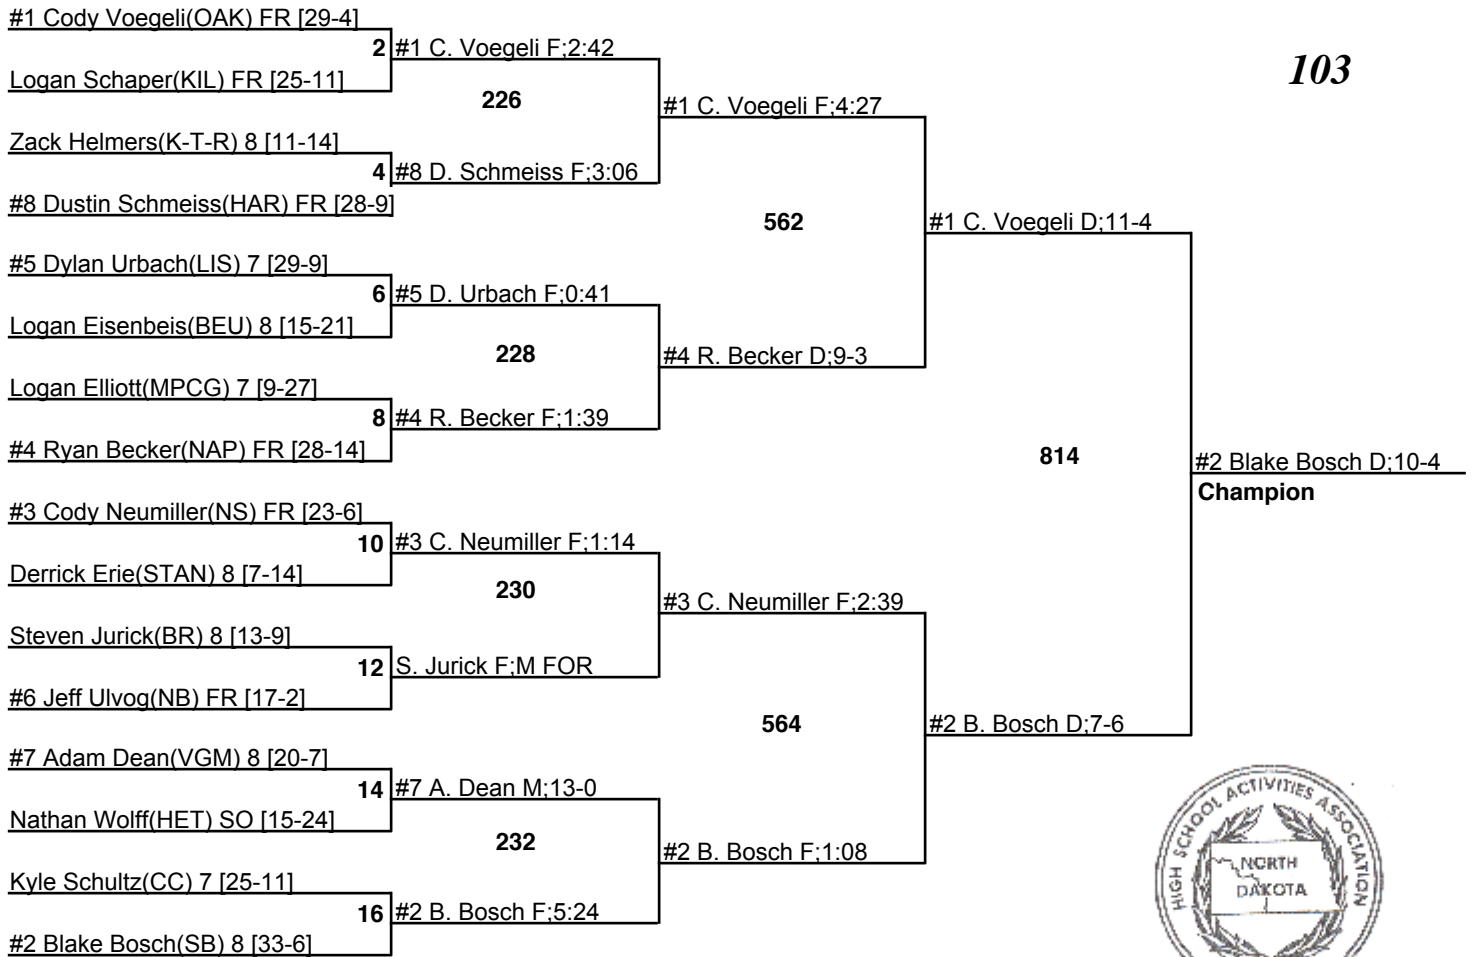 #1 Cody Voegeli(OAK) FR [29-4]
2 #1 C. Voegeli F;2:42
103
Logan Schaper(KIL) FR [25-11]
226
#1 C. Voegeli F;4:27
Zack Helmers(K-T-R) 8 [11-14]
4 #8 D. Schmeiss F;3:06
#8 Dustin Schmeiss(HAR) FR [28-9]
562
#1 C. Voegeli D;11-4
#5 Dylan Urbach(LIS) 7 [29-9]
6 #5 D. Urbach F;0:41
Logan Eisenbeis(BEU) 8 [15-21]
228
#4 R. Becker D;9-3
Logan Elliott(MPCG) 7 [9-27]
8 #4 R. Becker F;1:39
#4 Ryan Becker(NAP) FR [28-14]
814
#2 Blake Bosch D;10-4
Champion
#3 Cody Neumiller(NS) FR [23-6]
10 #3 C. Neumiller F;1:14
Derrick Erie(STAN) 8 [7-14]
230
#3 C. Neumiller F;2:39
Steven Jurick(BR) 8 [13-9]
12 S. Jurick F;M FOR
#6 Jeff Ulvog(NB) FR [17-2]
564
#2 B. Bosch D;7-6
#7 Adam Dean(VGM) 8 [20-7]
14 #7 A. Dean M;13-0
Nathan Wolff(HET) SO [15-24]
232
#2 B. Bosch F;1:08
Kyle Schultz(CC) 7 [25-11]
16 #2 B. Bosch F;5:24
#2 Blake Bosch(SB) 8 [33-6]
HIGH SCHOOL ACTIVITIES ASSOCIATION
NORTH
DAKOTA